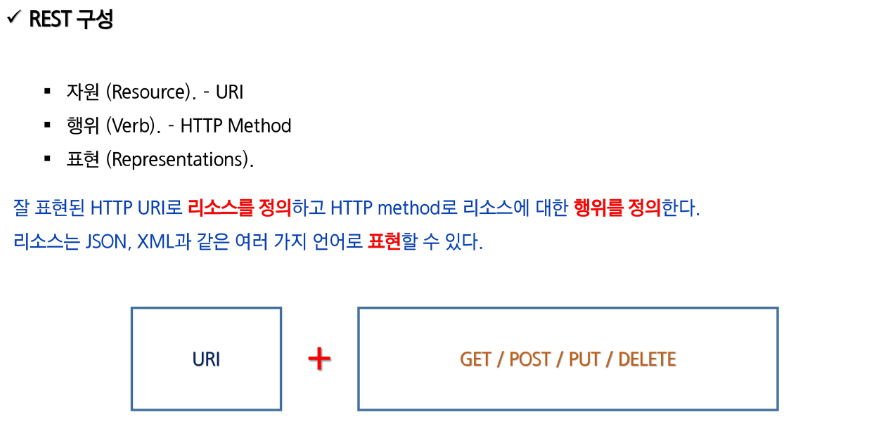 ✓ REST 구성
▪ 자원 (Resource). - URI
▪ 행위 (Verb). - HTTP Method
▪ 표현 (Representations).
잘 표현된 HTTP URI로 리소스를 정의하고 HTTP method로 리소스에 대한 행위를 정의한다.
리소스는 JSON, XML과 같은 여러 가지 언어로 표현할 수 있다.
URI + GET / POST / PUT / DELETE